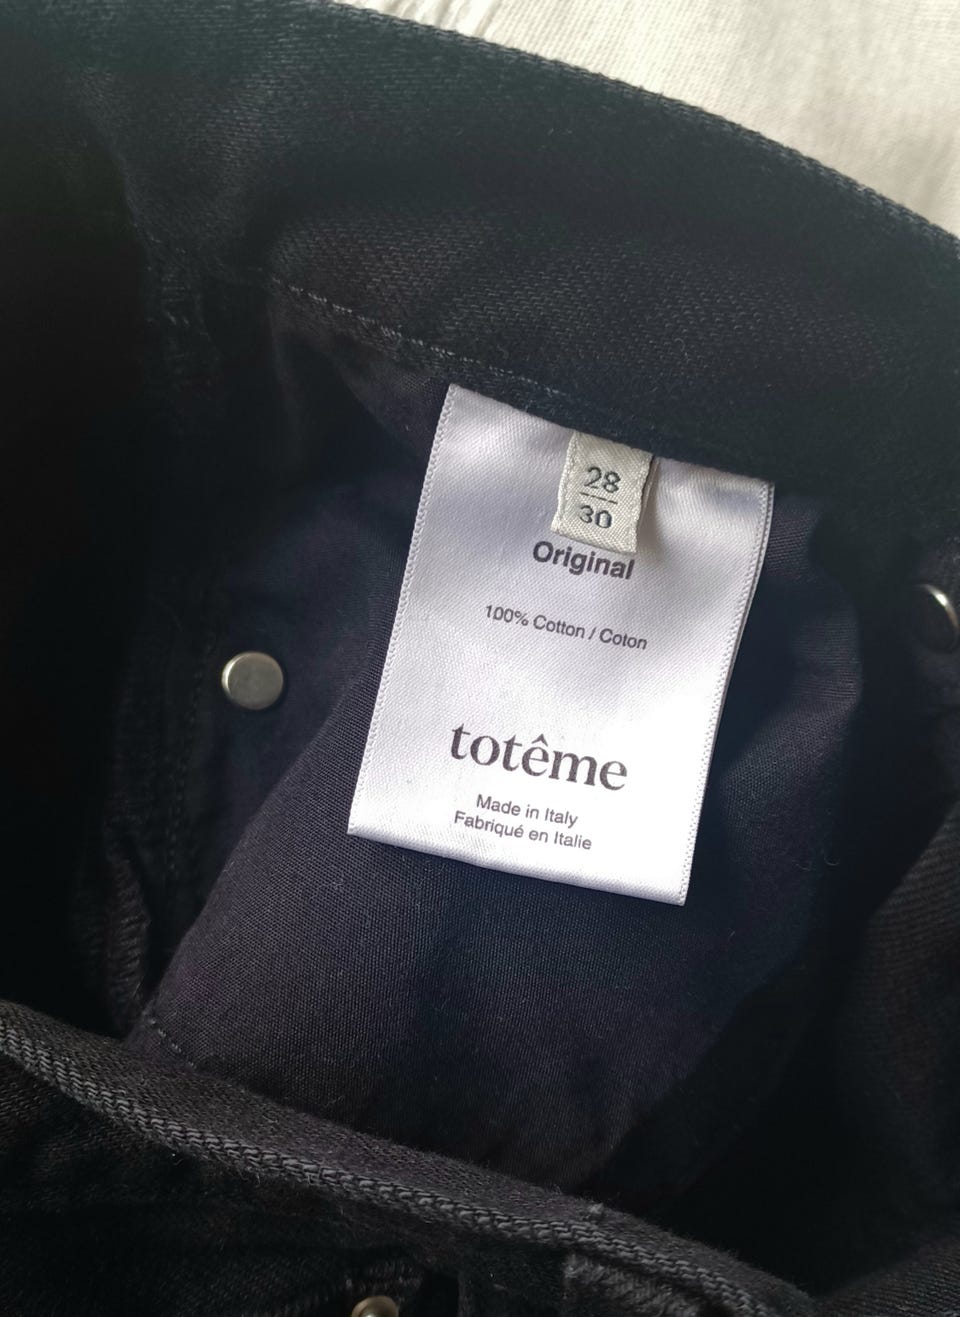 28
30
Original
100% Cotton / Coton
totême
Made in Italy
Fabriqué en Italie